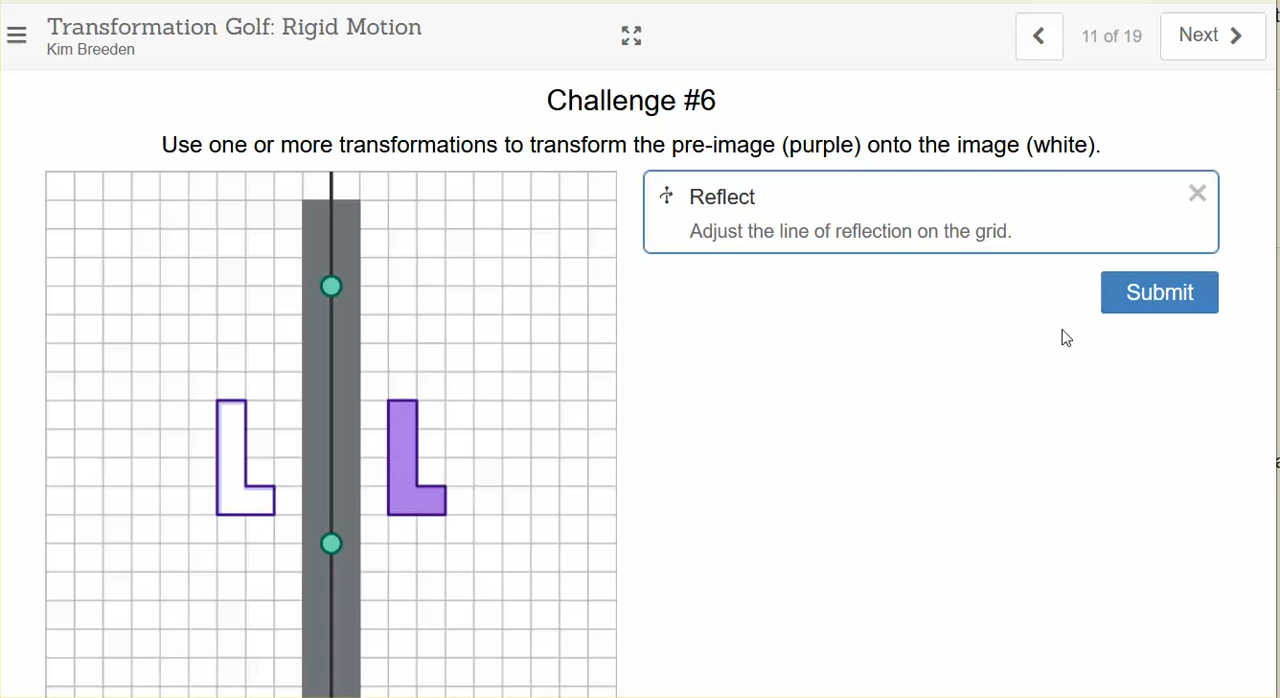 Transformation Golf: Rigid Motion
Kim Breeden
11 of 19
Next
Challenge #6
Use one or more transformations to transform the pre-image (purple) onto the image (white).
Reflect
Adjust the line of reflection on the grid.
Submit